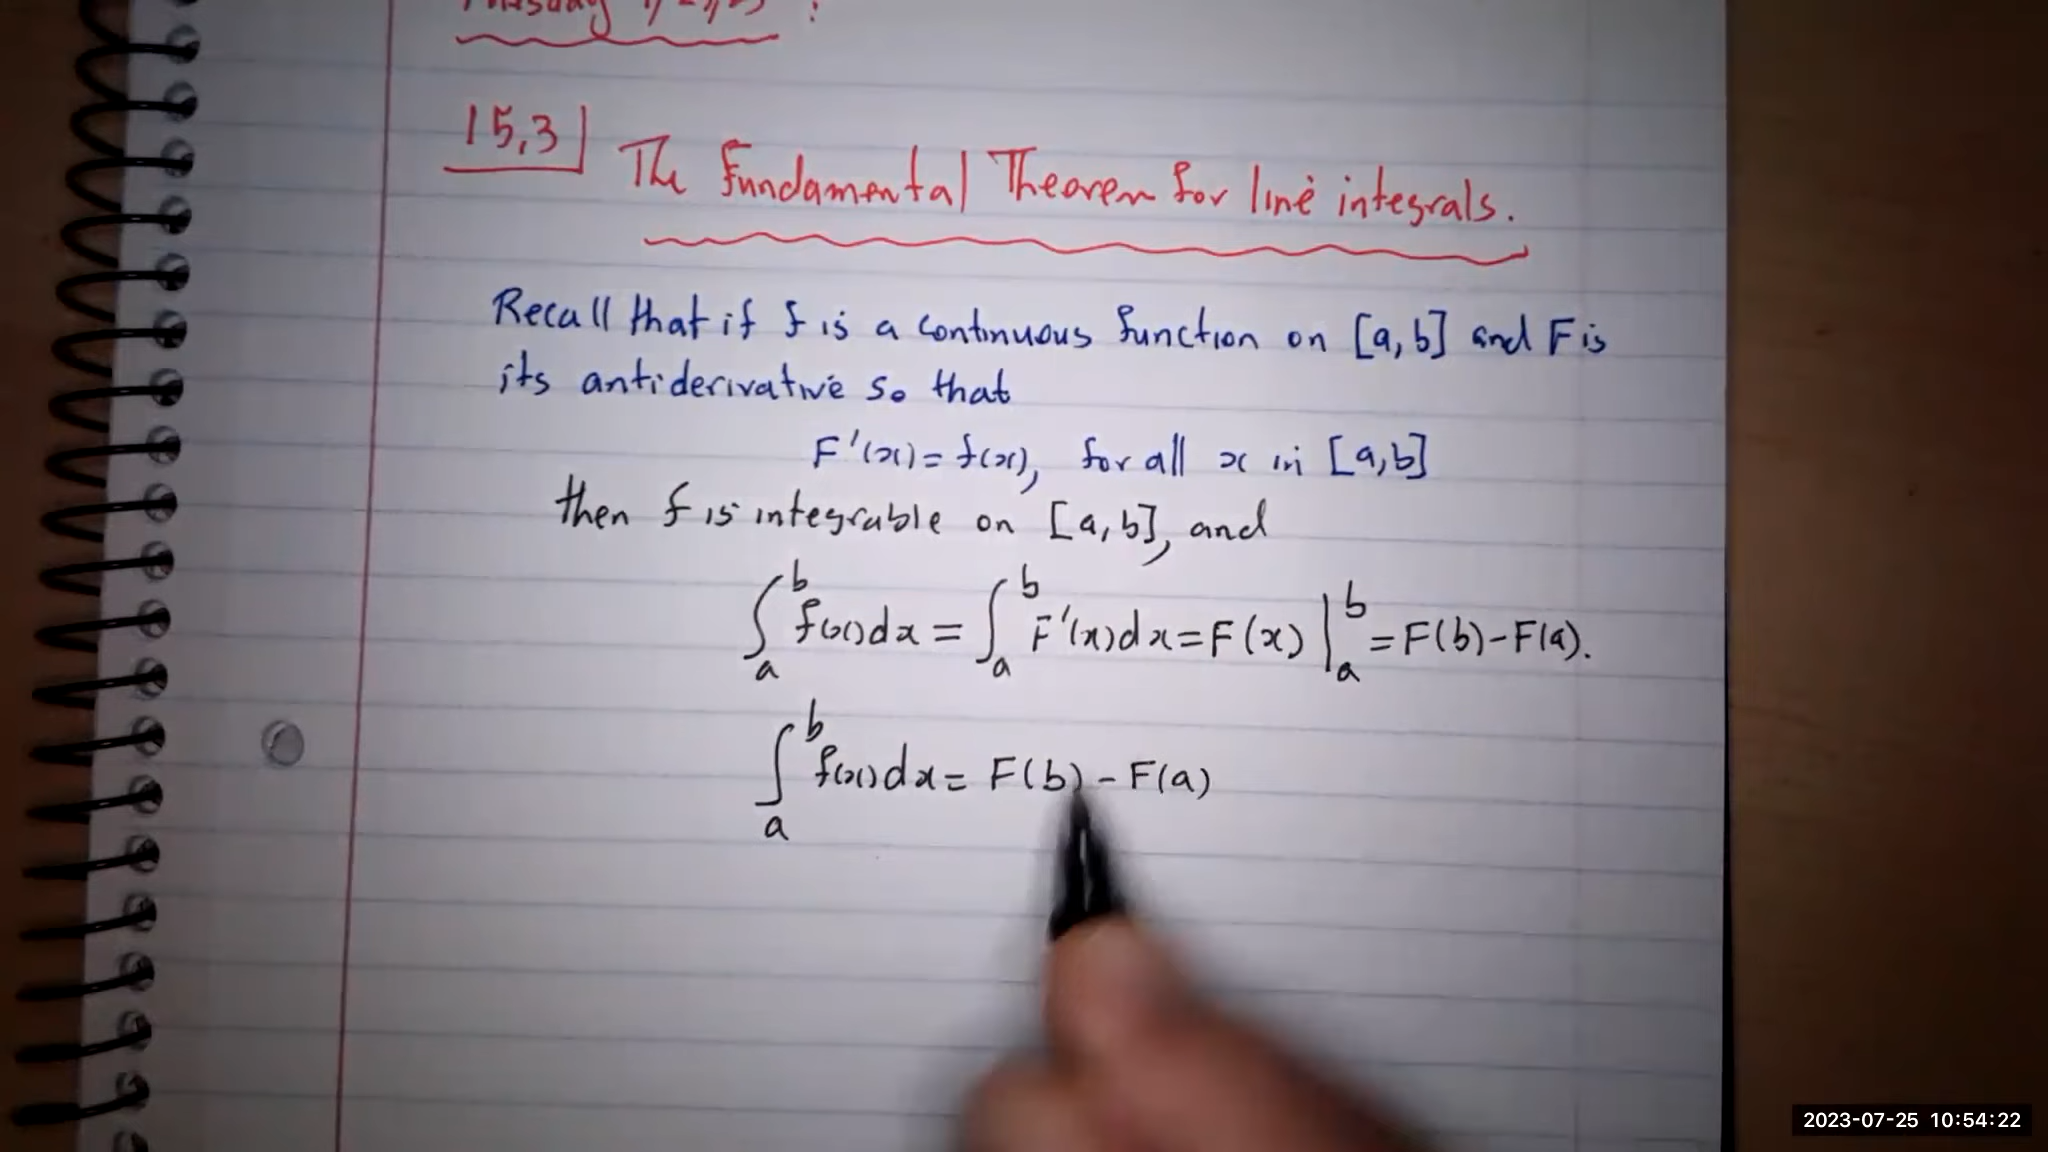 Tuesday
15.3 The Fundamental Theorem for line integrals.
Recall that if f is a continuous function on [a,b] and F is
its antiderivative so that
F'(x) = f(x), for all x in [a,b]
then f is integrable on [a,b], and
∫_a^b f(x)dx = ∫_a^b F'(x)dx = F(x) |_a^b = F(b) - F(a).
∫_a^b f(x)dx = F(b) - F(a)
2023-07-25 10:54:22